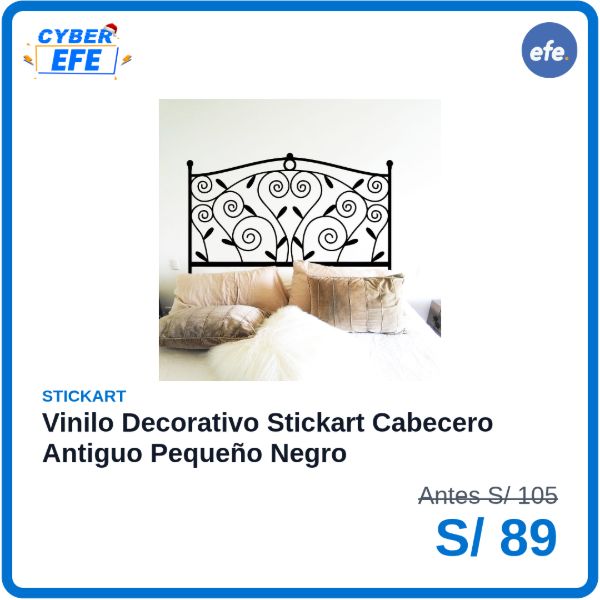 CYBER
EFE
efe.
STICKART
Vinilo Decorativo Stickart Cabecero
Antiguo Pequeño Negro
Antes S/ 105
S/ 89